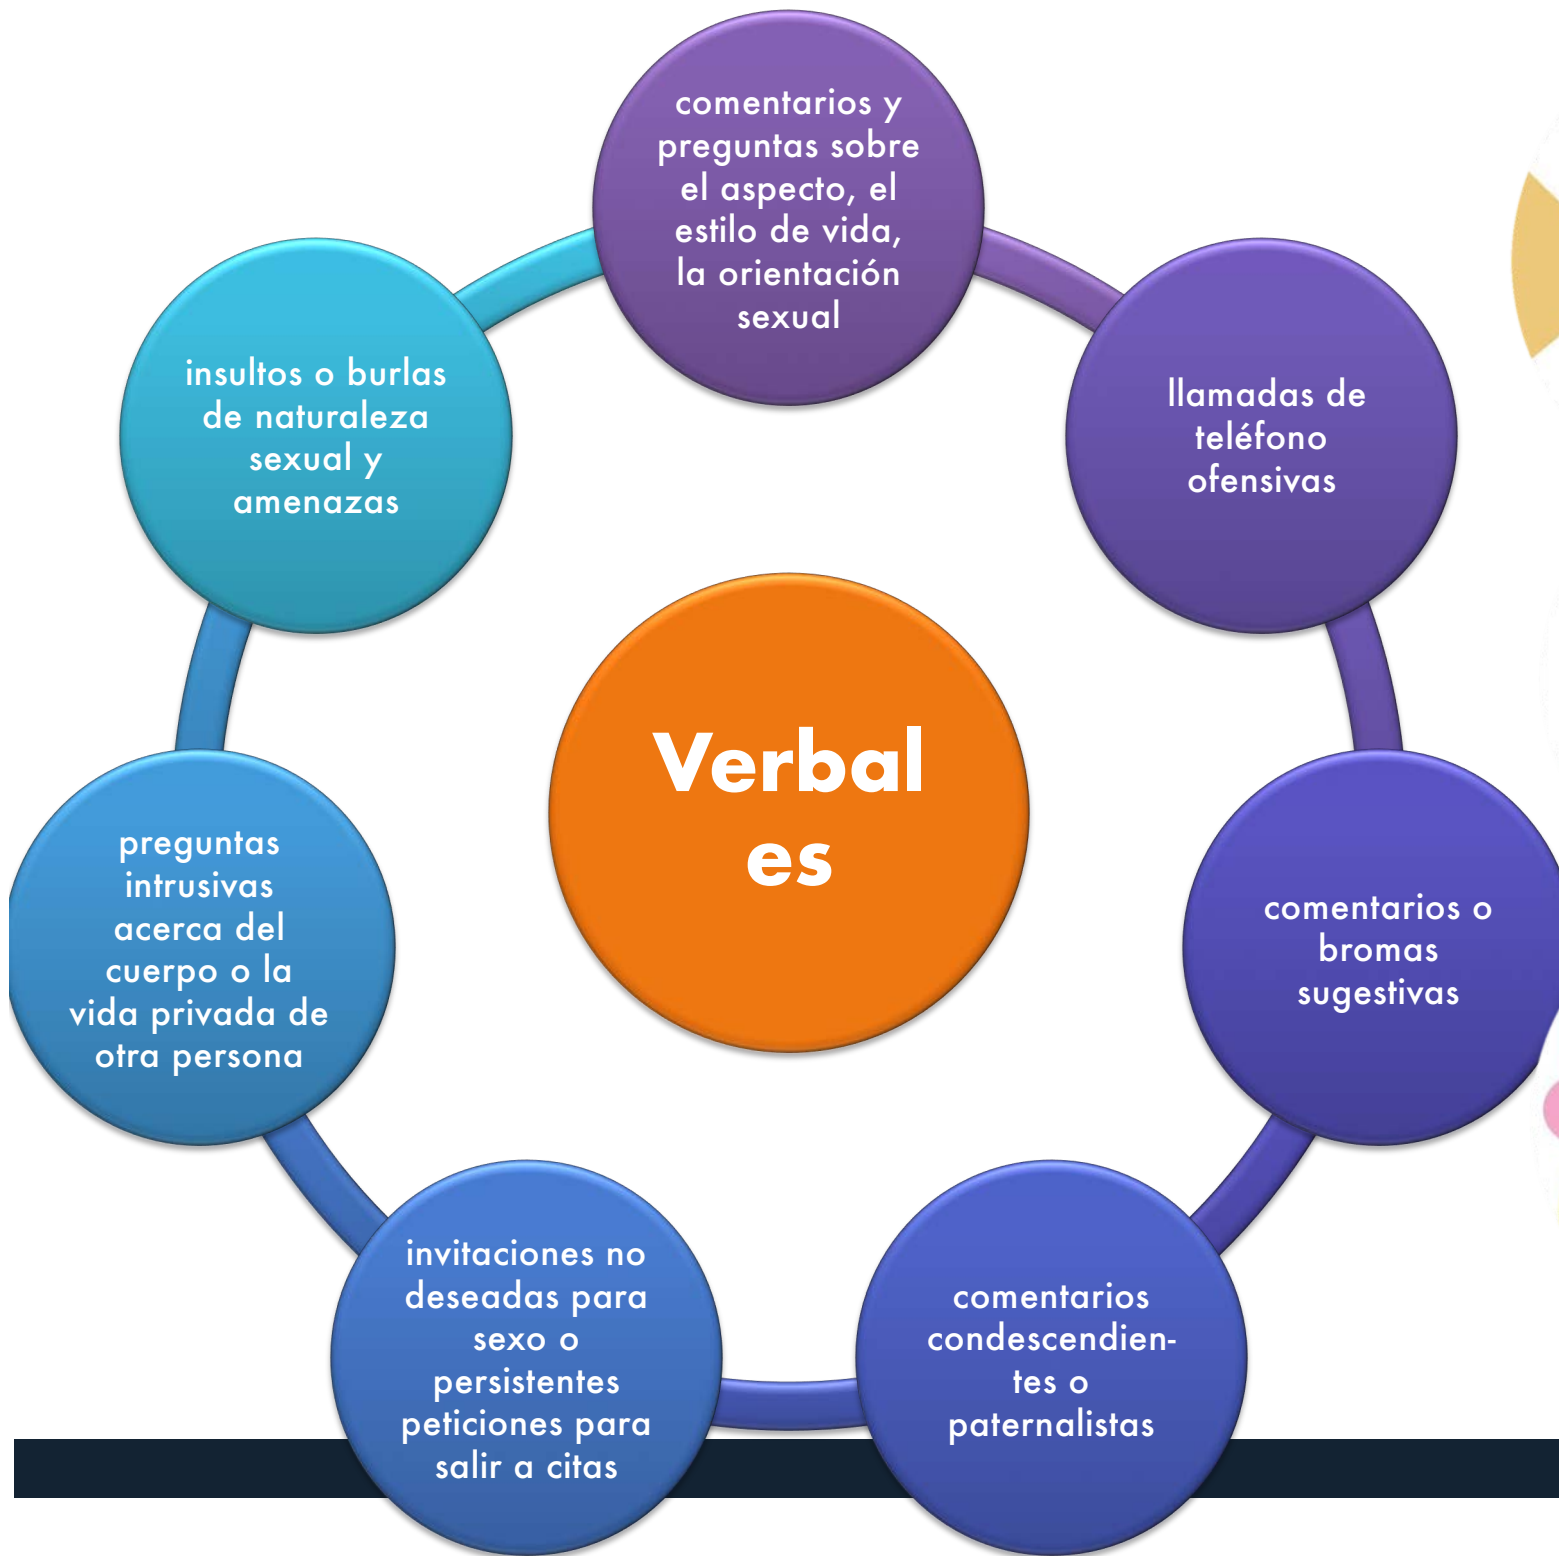 comentarios y
preguntas sobre
el aspecto, el
estilo de vida,
la orientación
sexual
llamadas de
teléfono
ofensivas
comentarios o
bromas
sugestivas
comentarios
condescendien-
tes o
paternalistas
invitaciones no
deseadas para
sexo o
persistentes
peticiones para
salir a citas
preguntas
intrusivas
acerca del
cuerpo o la
vida privada de
otra persona
insultos o burlas
de naturaleza
sexual y
amenazas
Verbal
es